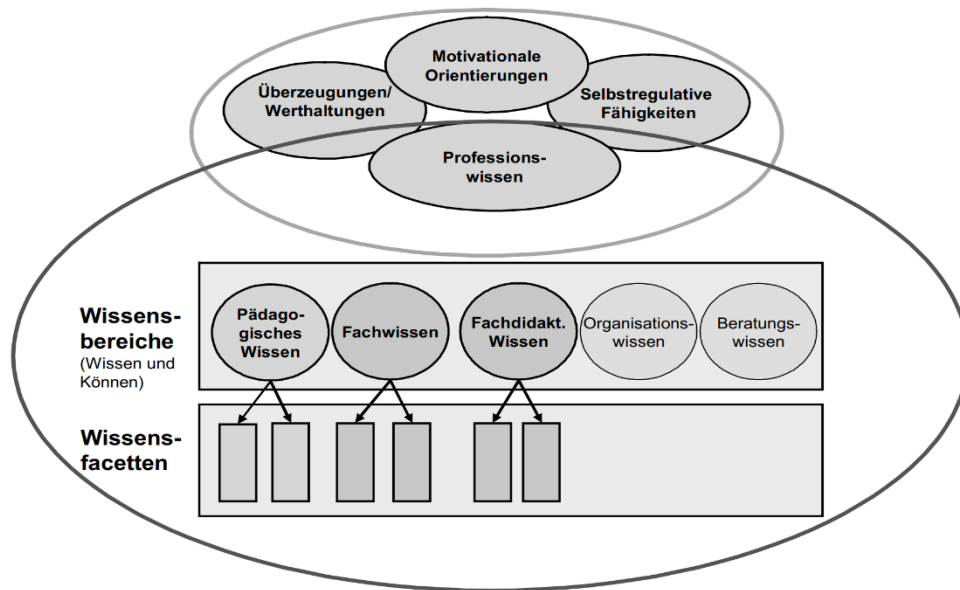 Motivationale
Orientierungen
Überzeugungen/
Werthaltungen
Selbstregulative
Fähigkeiten
Professions-
wissen
Wissens-
bereiche
(Wissen und
Können)
Pädago-
gisches
Wissen
Fachwissen
Fachdidakt.
Wissen
Organisations-
wissen
Beratungs-
wissen
Wissens-
facetten